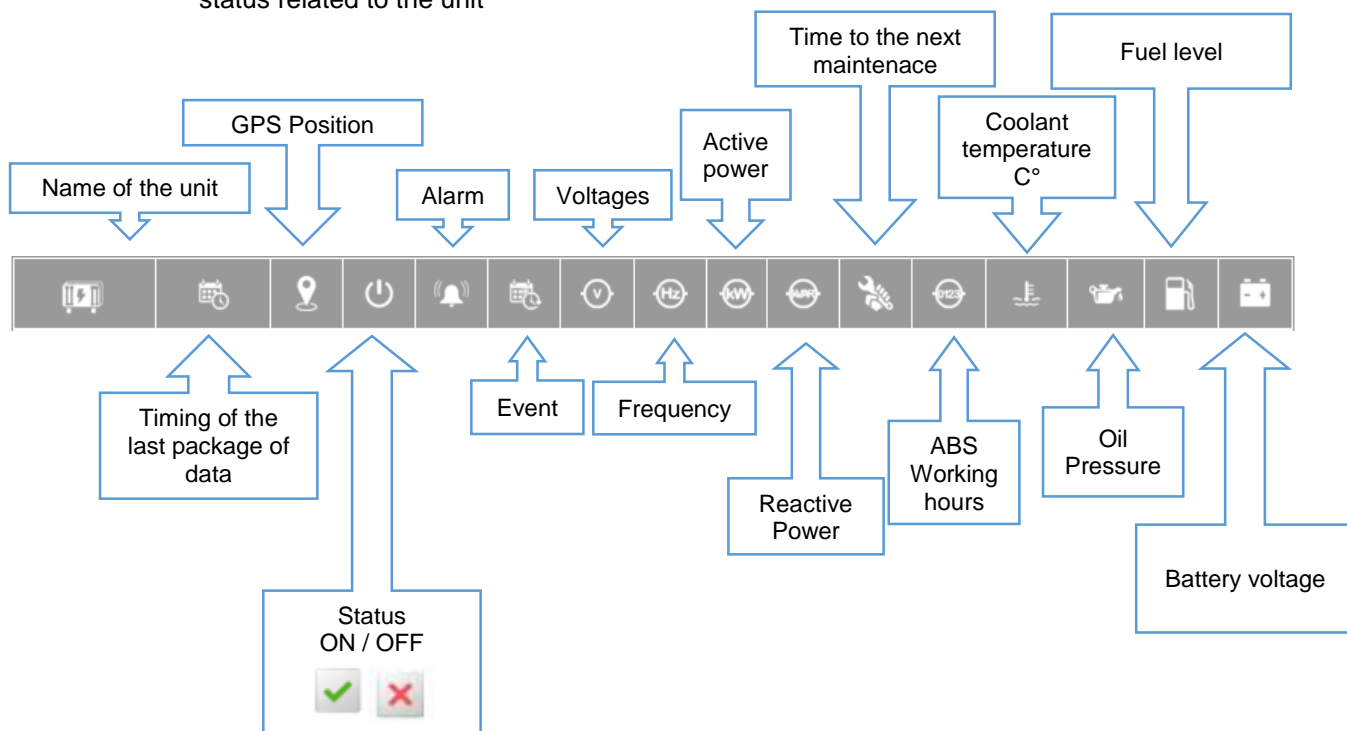 status related to the unit
Time to the next
maintenace
Fuel level
GPS Position
Active
power
Coolant
temperature
C°
Name of the unit
Alarm
Voltages
V
Hz
kW
kVAR
0123
Timing of the
last package of
data
Event
Frequency
Reactive
Power
ABS
Working
hours
Oil
Pressure
Battery voltage
Status
ON / OFF